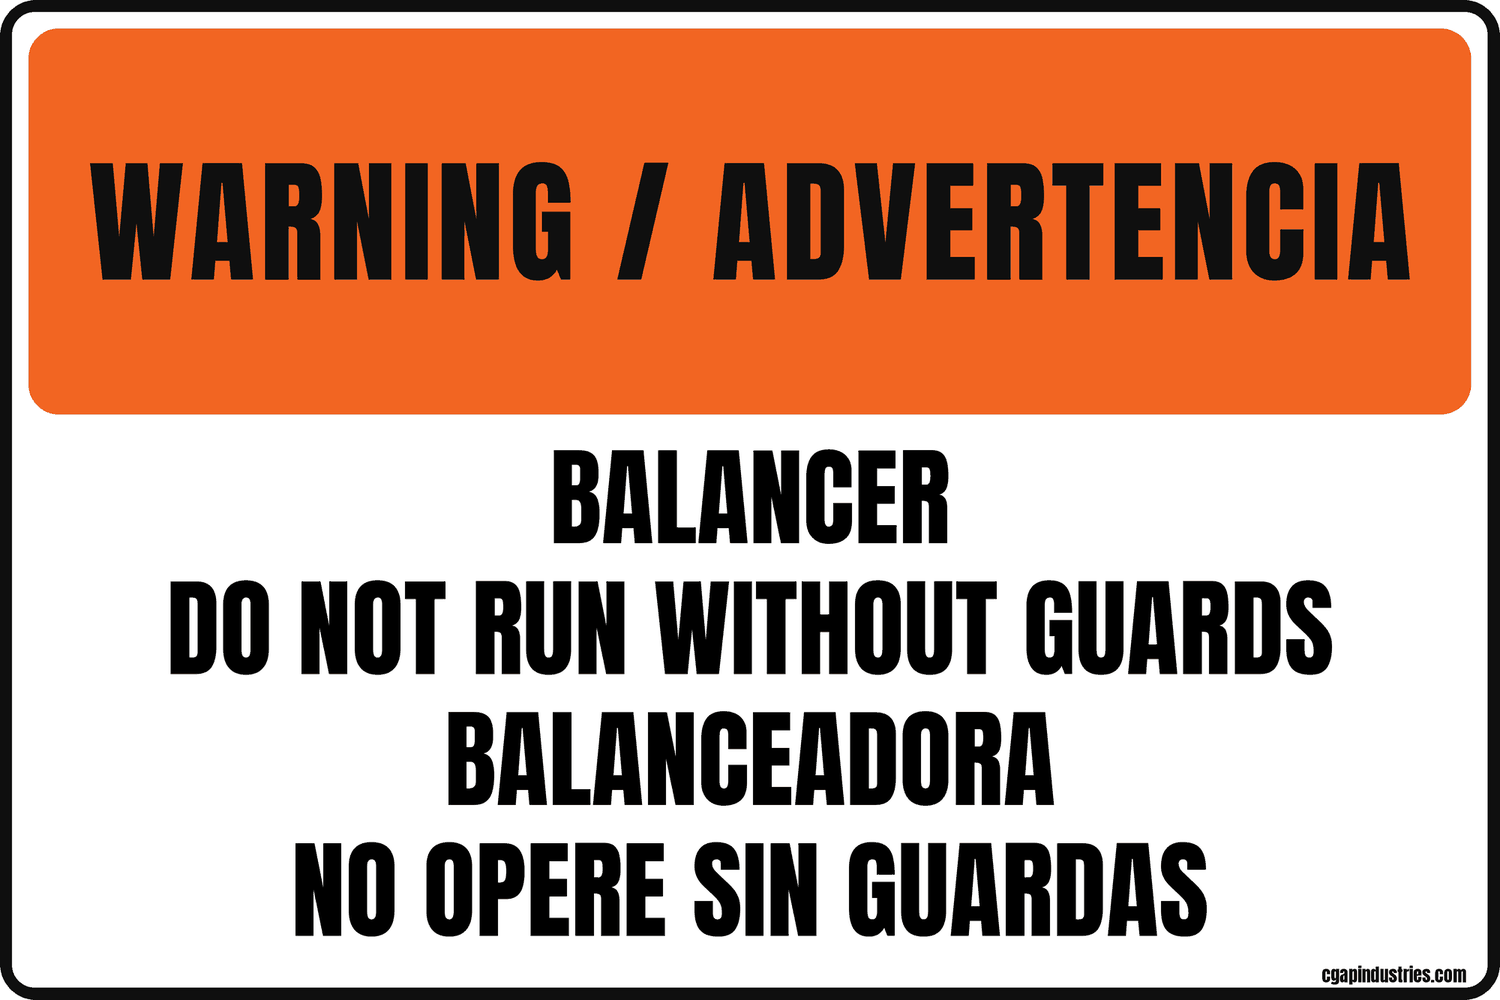 WARNING / ADVERTENCIA
BALANCER
DO NOT RUN WITHOUT GUARDS
BALANCEADORA
NO OPERE SIN GUARDAS
cgapindustries.com